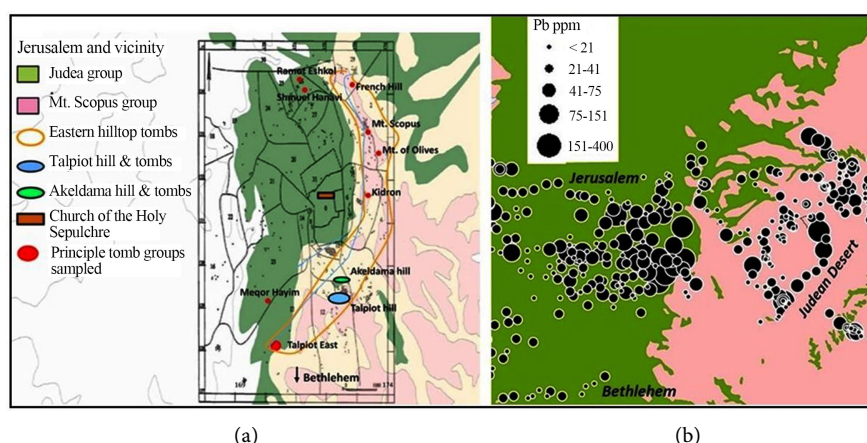 Jerusalem and vicinity
Judea group
Mt. Scopus group
Eastern hilltop tombs
Talpiot hill & tombs
Akeldama hill & tombs
Church of the Holy
Sepulchre
Principle tomb groups
sampled
Ramot Eshkol
Shmuel Hanavi
French Hill
Mt. Scopus
Mt. of Olives
Kidron
Akeldama hill
Meqor Hayim
Talpiot hill
Talpiot East
Bethlehem
169
174
Pb ppm
< 21
21-41
41-75
75-151
151-400
Jerusalem
Judean Desert
Bethlehem
(a)
(b)